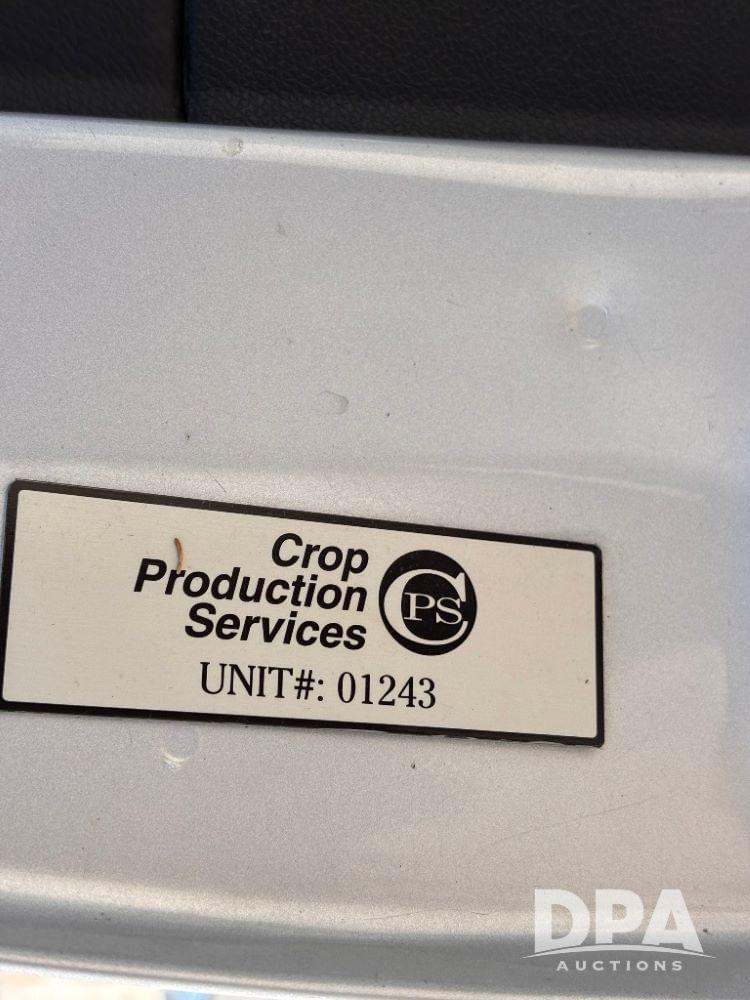 Crop
Production
Services
CPS
UNIT#: 01243
DPA
AUCTIONS